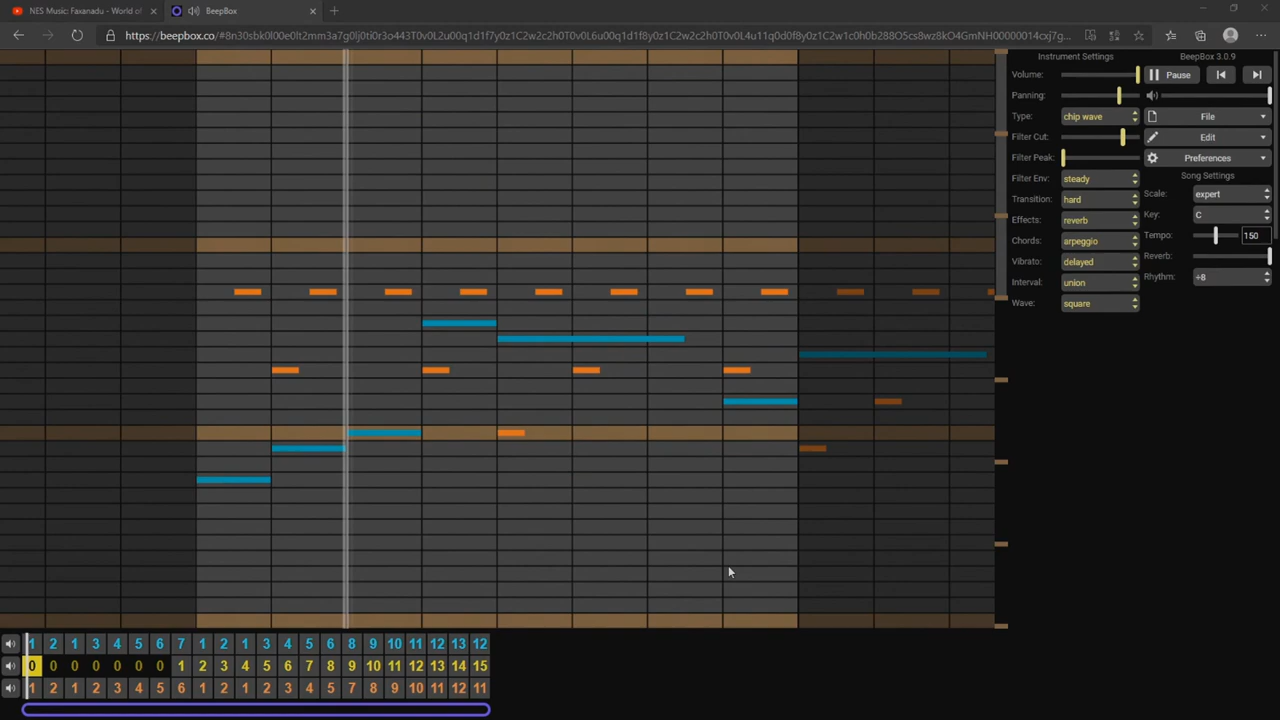 NES Music: Faxanadu - World of
BeepBox
https://beepbox.co/#8n30sbk0l00e0lt2mm3a7g0lj0ti0r3o443T0v0L2u00q1d1f7y0z1C2w2c2h0T0v0L6u00q1d1f7y0z1C2w2c2h0T0v0L4u11q0d0f8y0z1C2w1c0h0b288O5cs8wz8kO4GmNH00000014cxj7g...
Instrument Settings
BeepBox 3.0.9
Volume:
Pause
Panning:
Type: chip wave
File
Filter Cut:
Edit
Filter Peak:
Preferences
Filter Env: steady
Song Settings
Transition: hard
Scale: expert
Effects: reverb
Key: C
Chords: arpeggio
Tempo: 150
Vibrato: delayed
Reverb:
Interval: union
Rhythm: ÷8
Wave: square
1 2 1 3 4 5 6 7 1 2 1 3 4 5 6 8 9 10 11 12 13 12
0 0 0 0 0 0 0 1 2 3 4 5 6 7 8 9 10 11 12 13 14 15
1 2 1 2 3 4 5 6 1 2 1 2 3 4 5 7 8 9 10 11 12 11